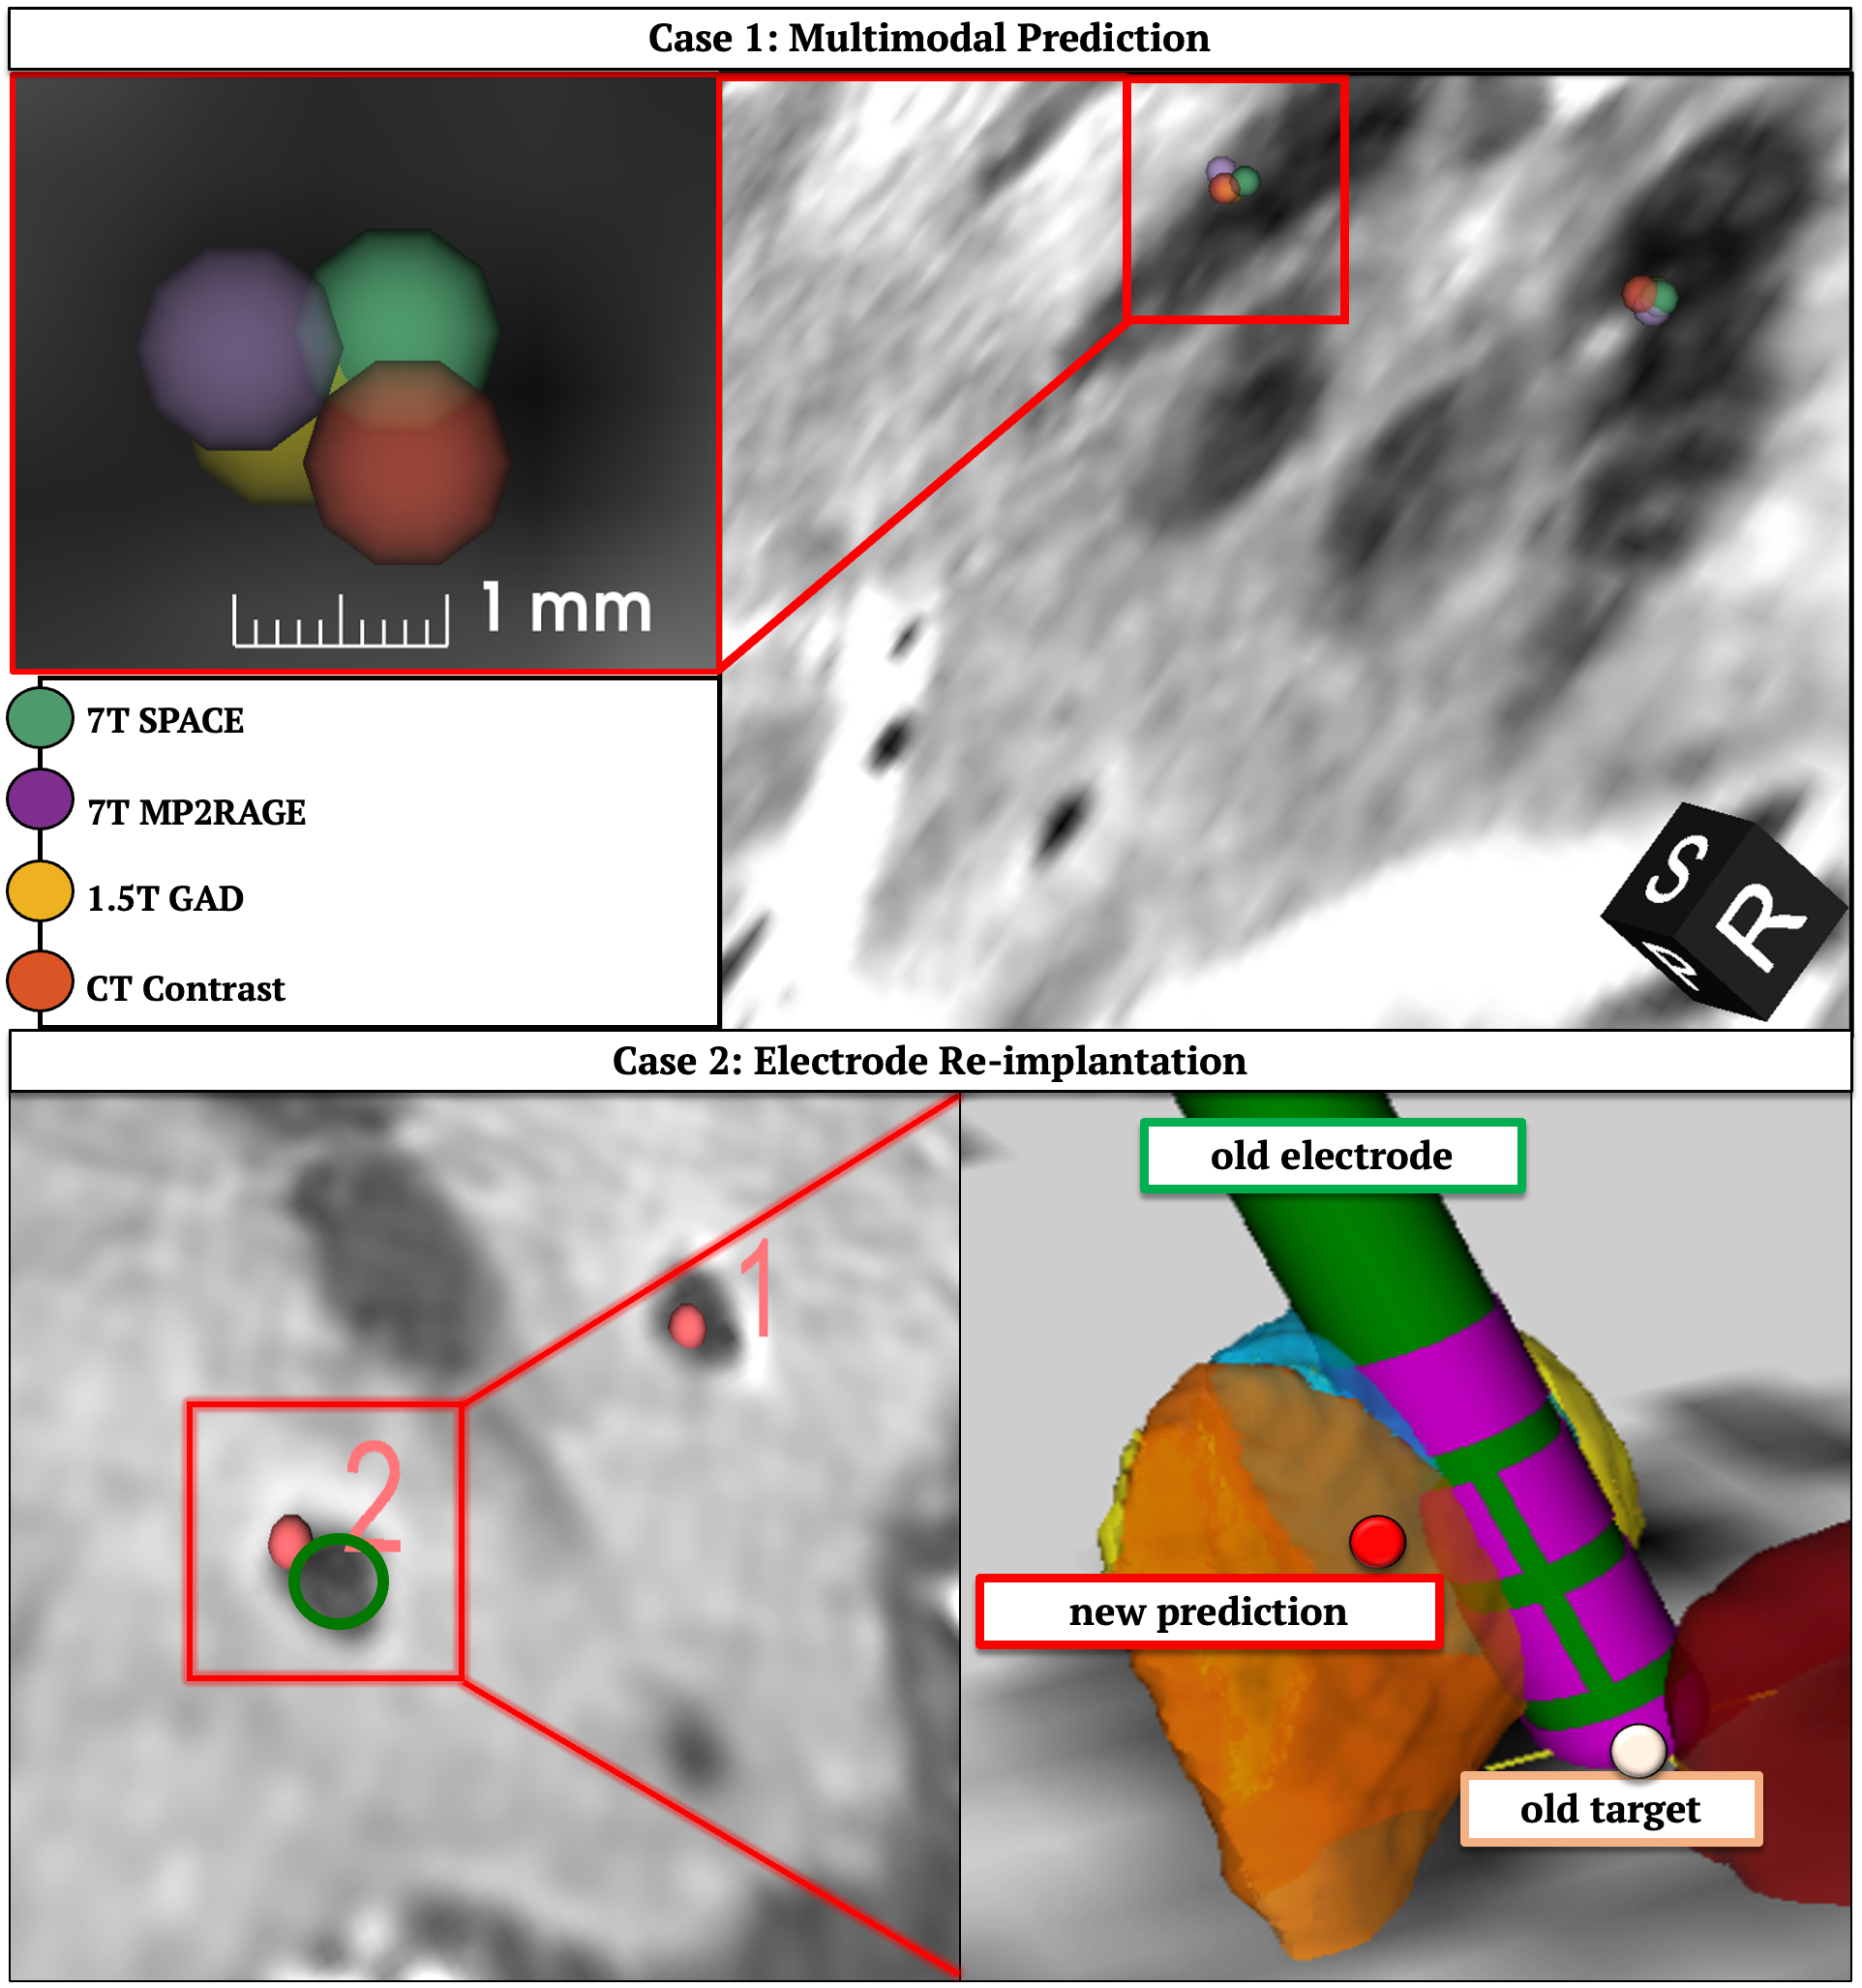 Case 1: Multimodal Prediction
1 mm
7T SPACE
7T MP2RAGE
1.5T GAD
CT Contrast
S
R
Case 2: Electrode Re-implantation
1
2
old electrode
new prediction
old target